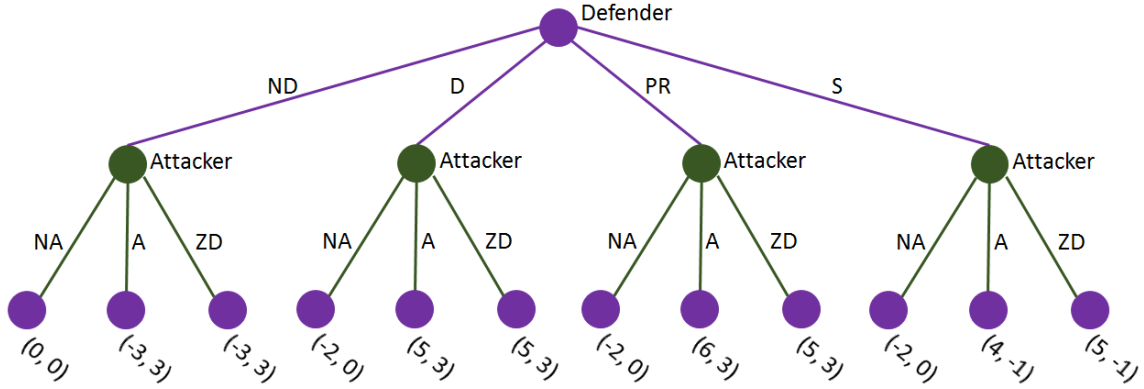 Defender
ND D PR S
Attacker Attacker Attacker Attacker
NA A ZD NA A ZD NA A ZD NA A ZD
(0, 0) (-3, 3) (-3, 3) (-2, 0) (5, 3) (5, 3) (-2, 0) (6, 3) (5, 3) (-2, 0) (4, -1) (5, -1)